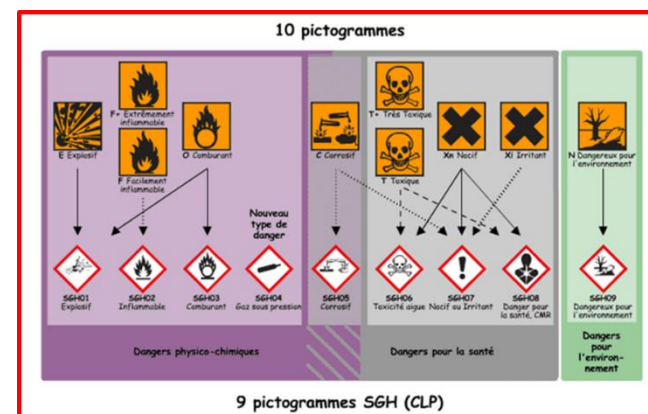 10 pictogrammes
E Explosif
F+ Extrêmement
inflammable
F Facilement
inflammable
O Comburant
C Corrosif
T+ Très Toxique
T Toxique
Xn Nocif
Xi Irritant
N Dangereux pour
l'environnement
Nouveau
type de
danger
SGH01
Explosif
SGH02
Inflammable
SGH03
Comburant
SGH04
Gaz sous pression
SGH05
Corrosif
SGH06
Toxicité aigue
SGH07
Nocif ou Irritant
SGH08
Danger pour
la santé, CMR
SGH09
Dangereux pour
l'environnement
Dangers physico-chimiques
Dangers pour la santé
Dangers
pour
l'environ-
nement
9 pictogrammes SGH (CLP)